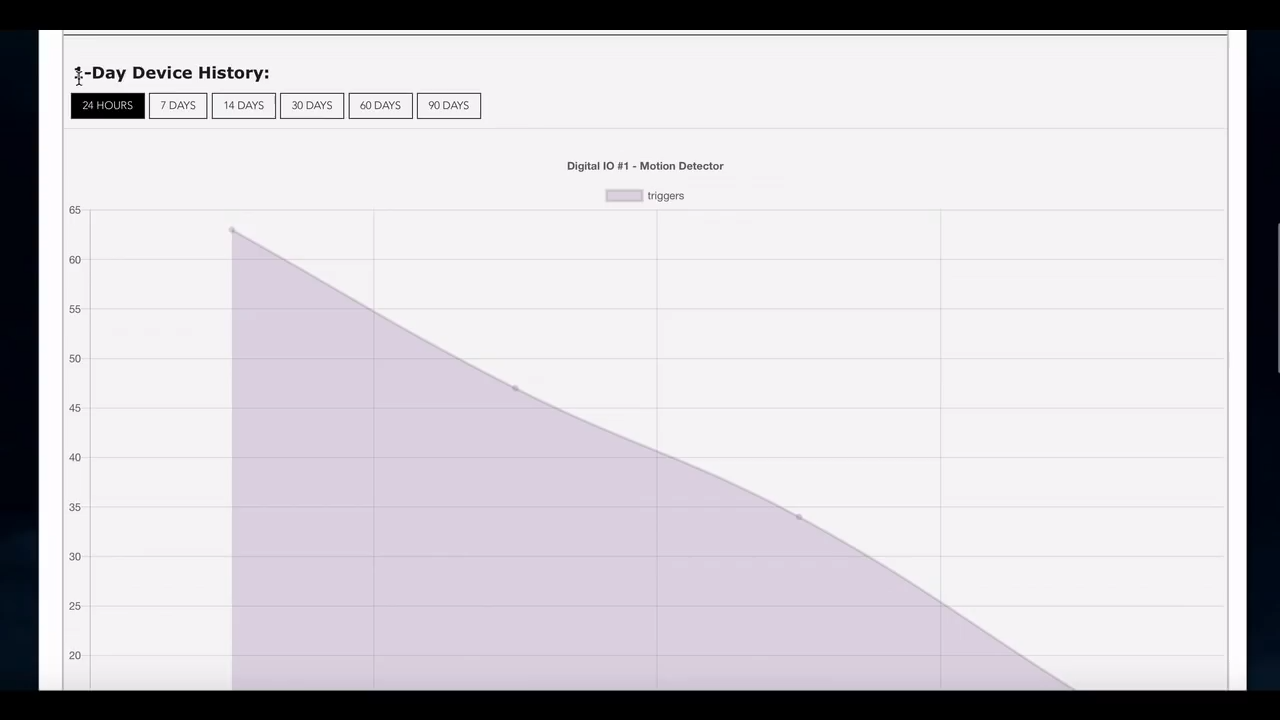 1-Day Device History:
24 HOURS 7 DAYS 14 DAYS 30 DAYS 60 DAYS 90 DAYS
Digital IO #1 - Motion Detector
triggers
65
60
55
50
45
40
35
30
25
20